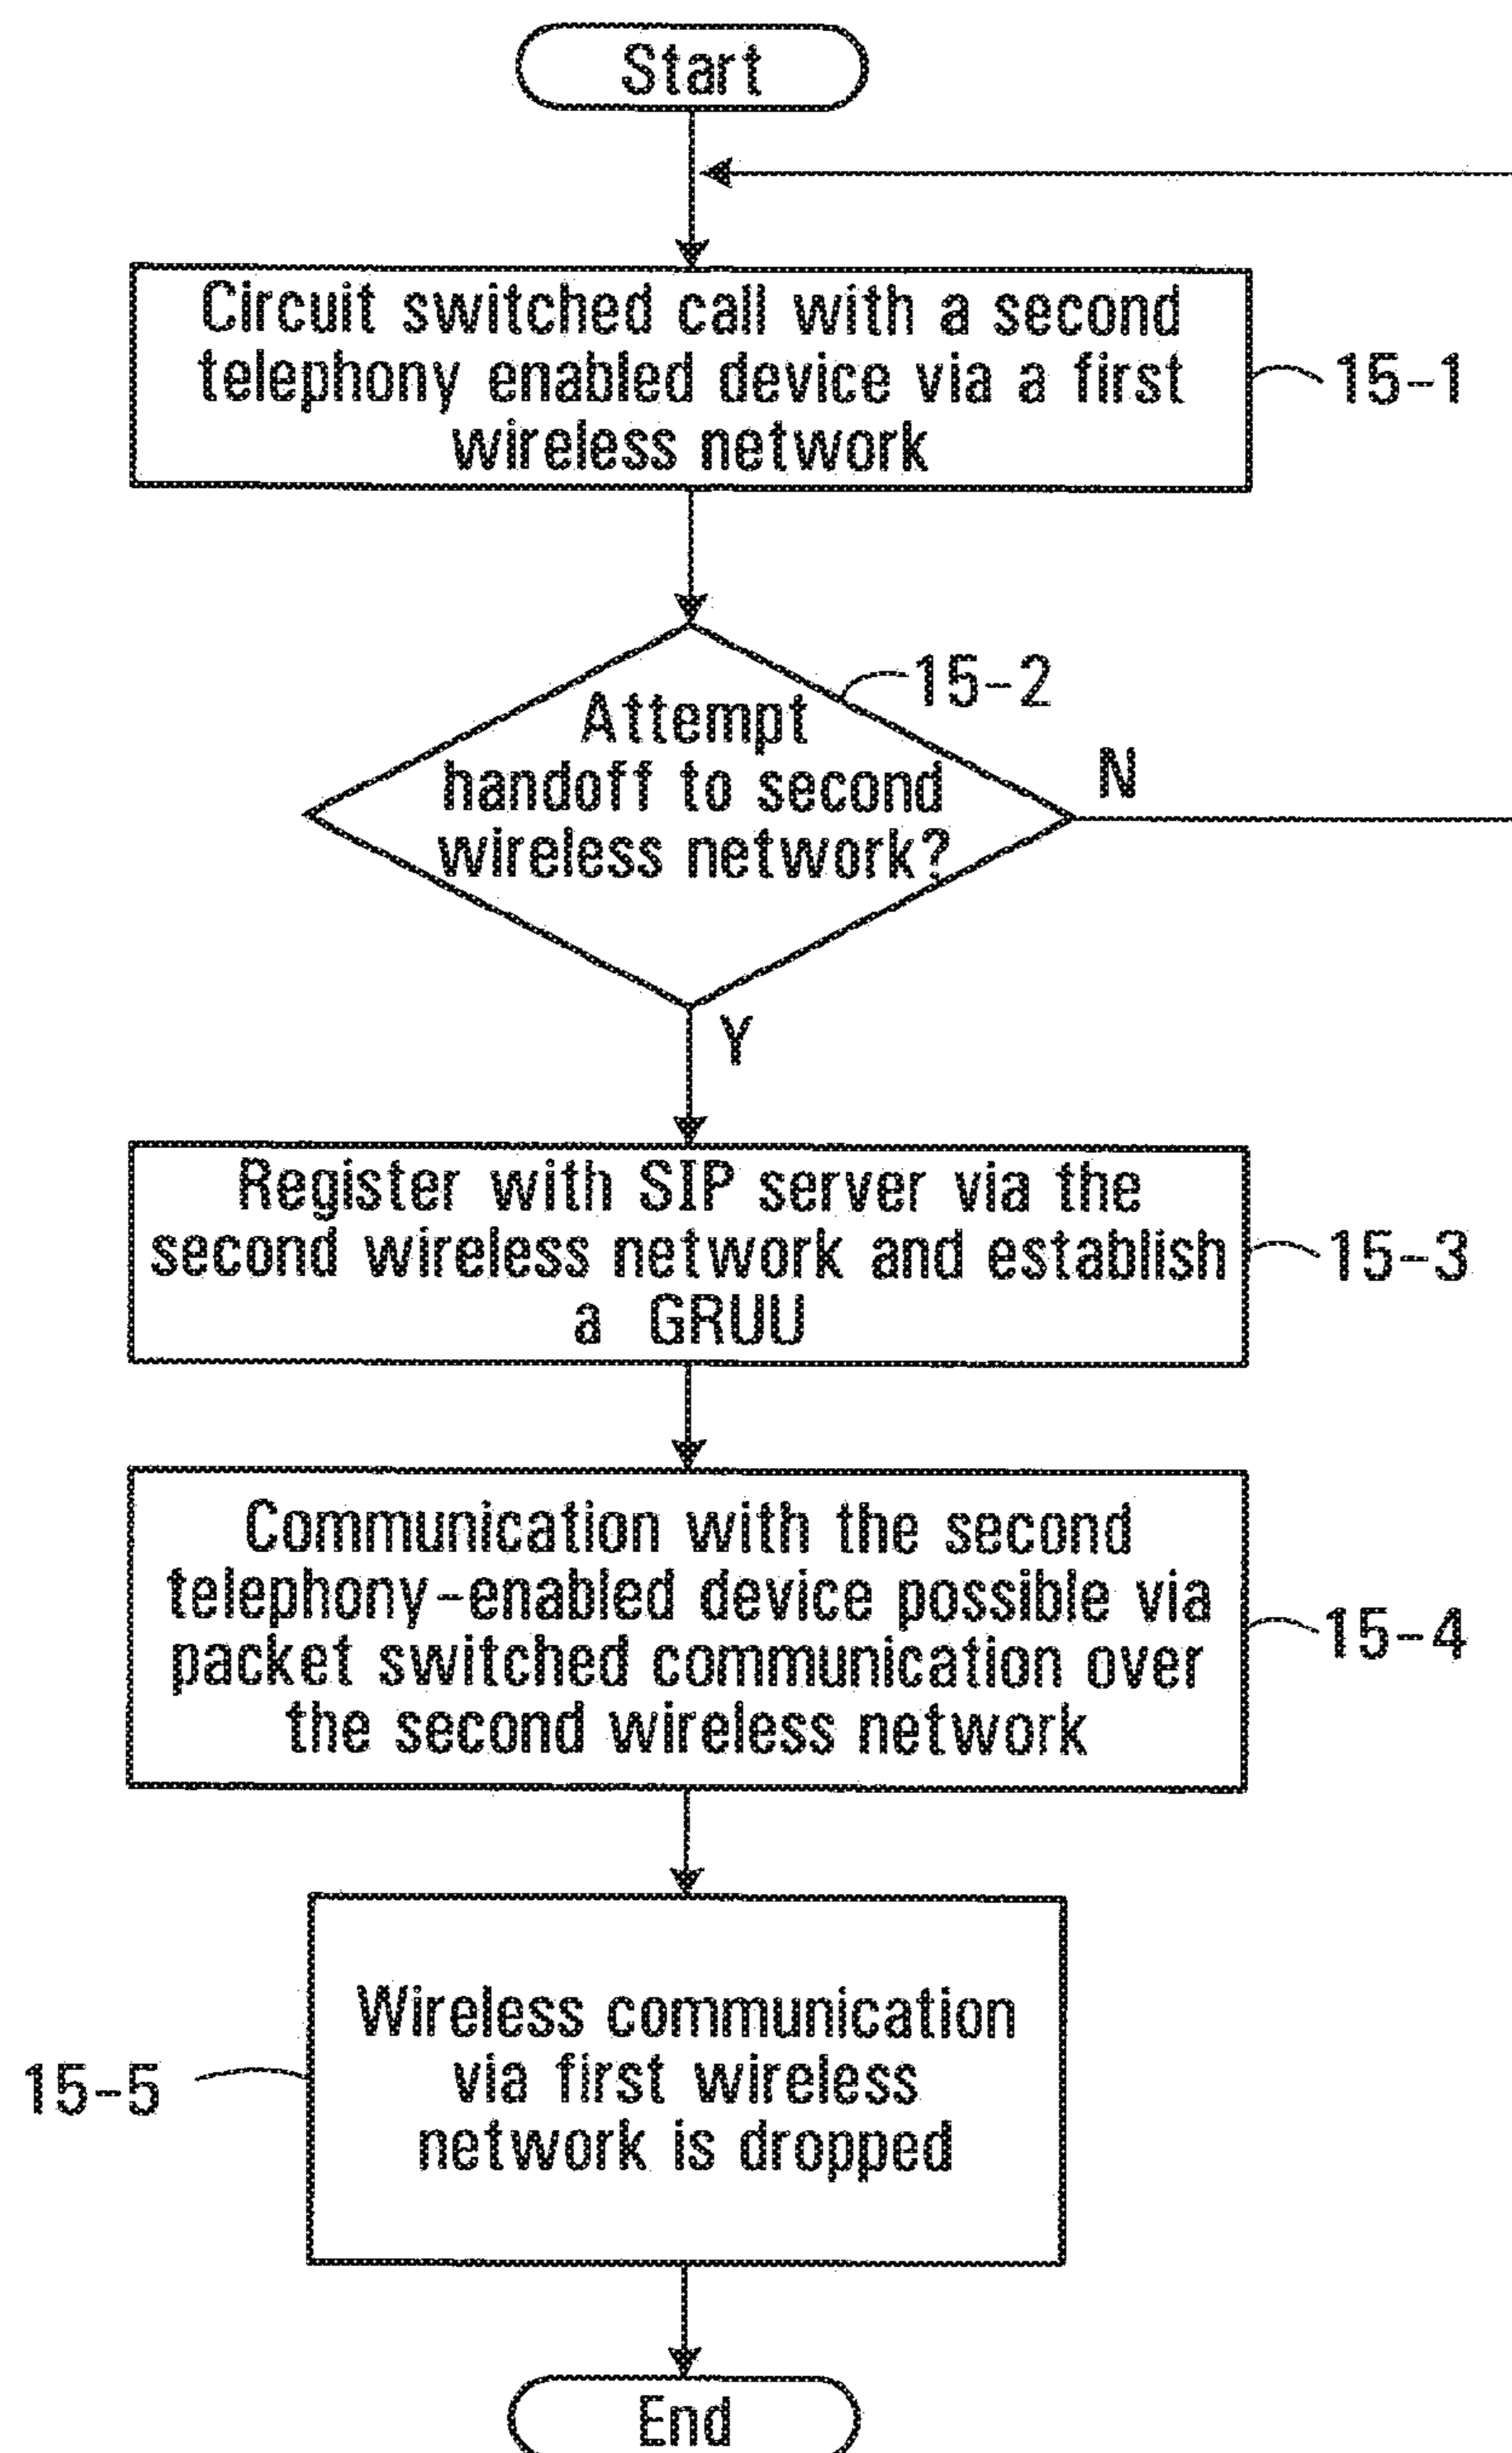 Start
Circuit switched call with a second
telephony enabled device via a first
wireless network
15-1
15-2
Attempt
handoff to second
wireless network?
N
Y
Register with SIP server via the
second wireless network and establish
a GRUU
15-3
Communication with the second
telephony-enabled device possible via
packet switched communication over
the second wireless network
15-4
Wireless communication
via first wireless
network is dropped
15-5
End